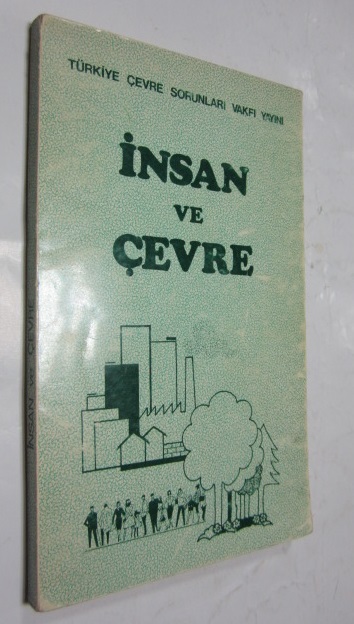 TÜRKİYE ÇEVRE SORUNLARI VAKFI YAYINI
İNSAN
VE
ÇEVRE
İNSAN ve ÇEVRE